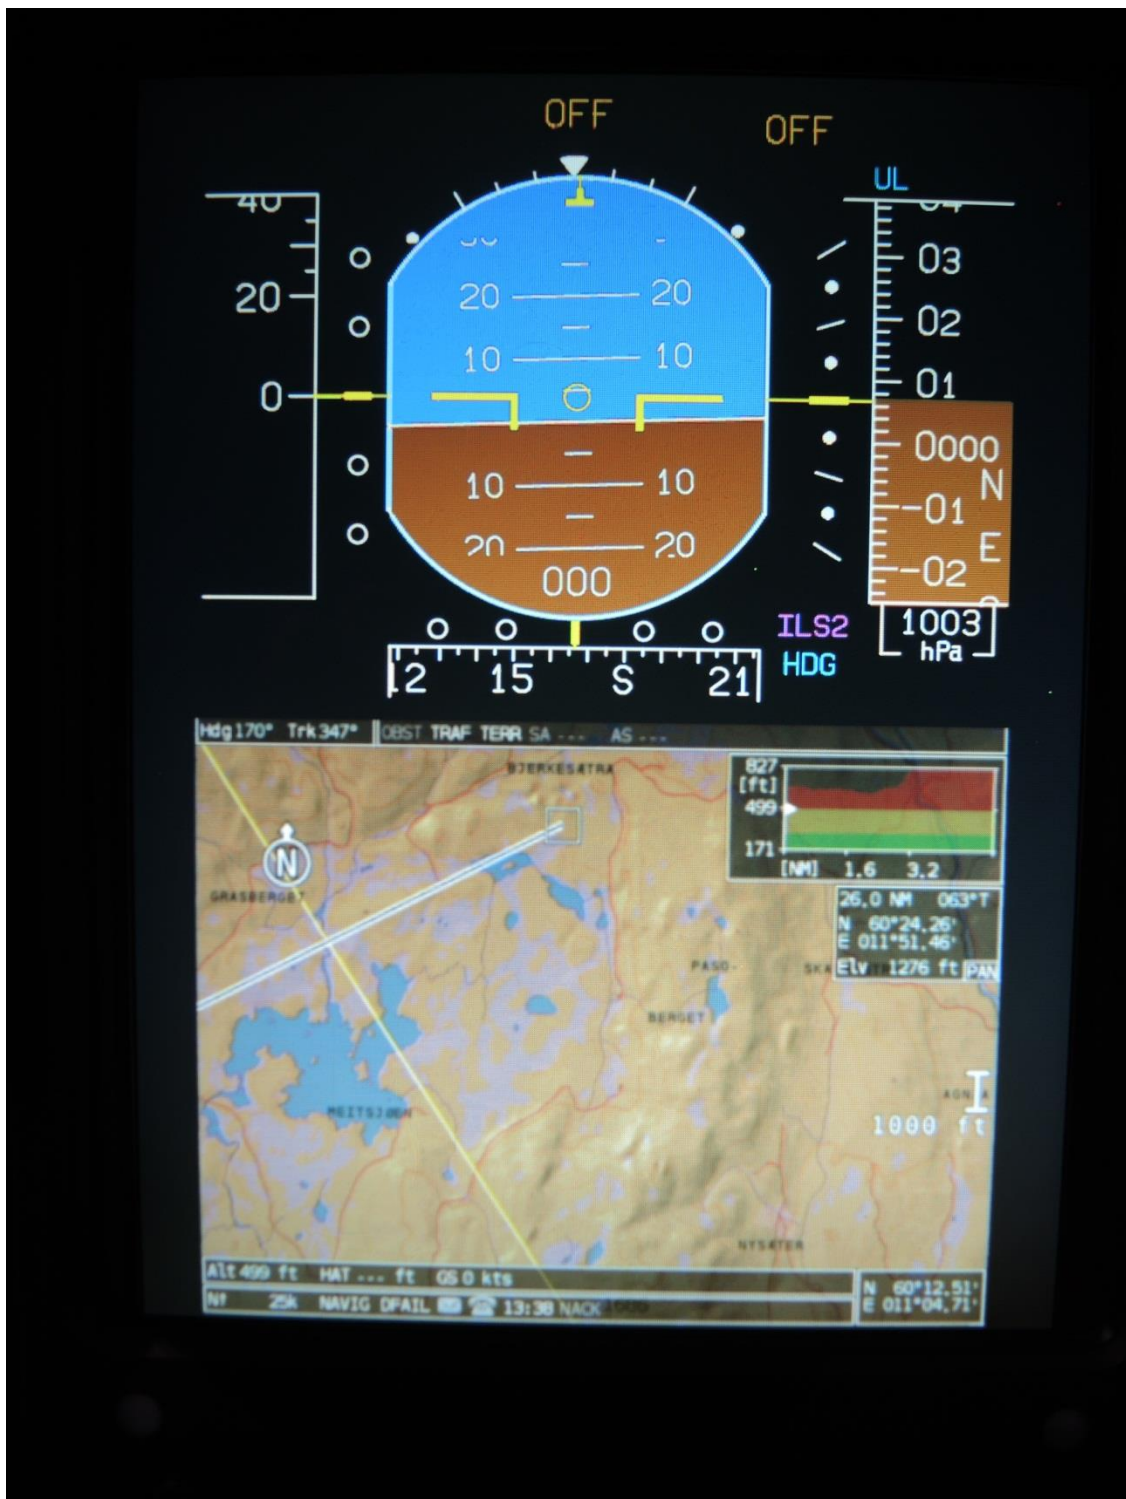 OFF
OFF
UL
40
04
03
20
20
20
02
10
10
01
0
0000
N
10
10
-01
E
20
20
-02
000
ILS2
1003
hPa
HDG
12 15 S 21
Hdg 170° Trk 347° OBST TRAF TERR SA --- AS ---
BJERKESÆTRA
827
[ft]
499
171
[NM] 1.6 3.2
N
GRASBERGET
26.0 NM 063°T
N 60°24.26'
E 011°51.46'
Elv 1276 ft PAN
PASO-
SKA
BERGET
MEITSJØEN
1000 ft
NYSÆTER
Alt 499 ft HAT --- ft GS 0 kts
N↑ 25k NAVIG DFAIL 13:38 NACK
N 60°12.51'
E 011°04.71'